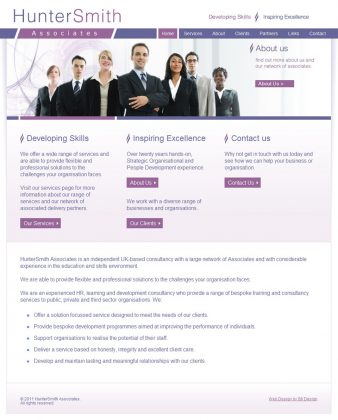 HunterSmith
Associates
Developing Skills Inspiring Excellence
Home Services About Clients Partners Links Contact
About us
find out more about us and
our network of associates
About Us
Developing Skills
We offer a wide range of services and
are able to provide flexible and
professional solutions to the
challenges your organisation faces.
Visit our services page for more
information about our range of
services and our network of
associated delivery partners.
Our Services
Inspiring Excellence
Over twenty years hands-on,
Strategic Organisational and
People Development experience.
About Us
We work with a diverse range of
businesses and organisations.
Our Clients
Contact us
Why not get in touch with us today and
see how we can help your business or
organisation.
Contact Us
HunterSmith Associates is an independent UK-based consultancy with a large network of Associates and with considerable
experience in the education and skills environment.
We are able to provide flexible and professional solutions to the challenges your organisation faces.
We are an experienced HR, learning and development consultancy who provide a range of bespoke training and consultancy
services to public, private and third sector organisations. We:
Offer a solution focussed service designed to meet the needs of our clients.
Provide bespoke development programmes aimed at improving the performance of individuals.
Support organisations to realise the potential of their staff.
Deliver a service based on honesty, integrity and excellent client care.
Develop and maintain lasting and meaningful relationships with our clients.
© 2011 HunterSmith Associates.
All rights reserved.
Web Design by